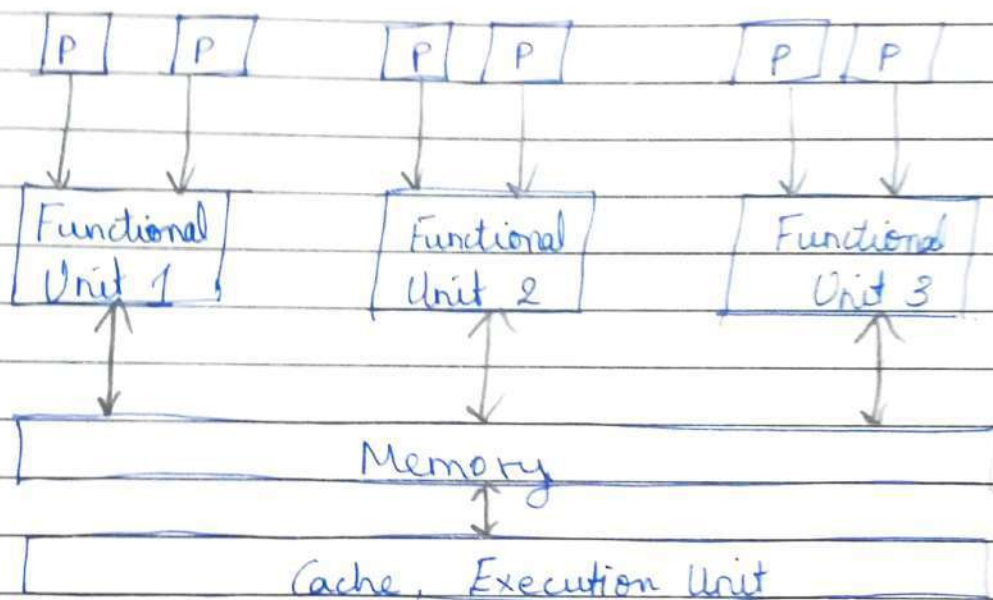 P P P P P P
Functional Functional Functional
Unit 1 Unit 2 Unit 3
Memory
Cache, Execution Unit